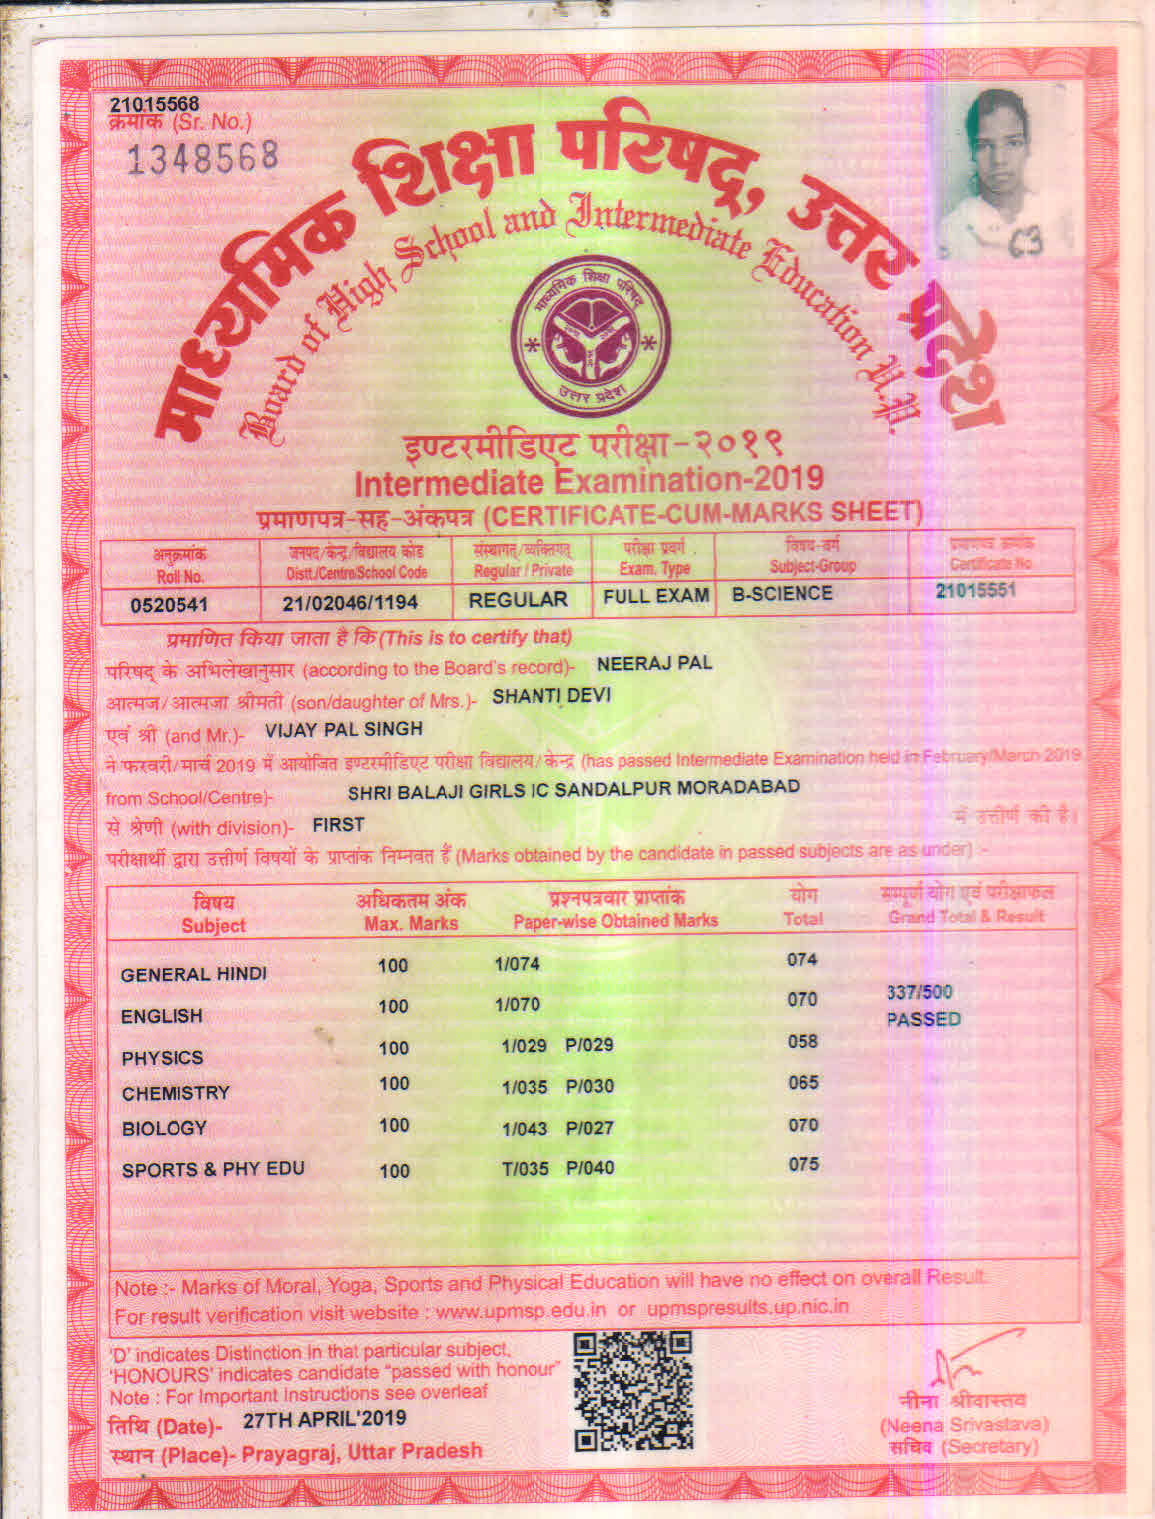 21015568
क्रमांक (Sr. No.)
1348568
माध्यमिक शिक्षा परिषद्, उत्तर प्रदेश
Board of High School and Intermediate Education U.P.
माध्यमिक शिक्षा परिषद्
उत्तर प्रदेश
C3
इण्टरमीडिएट परीक्षा-२०१९
Intermediate Examination-2019
प्रमाणपत्र-सह-अंकपत्र (CERTIFICATE-CUM-MARKS SHEET)
अनुक्रमांक जनपद/केन्द्र/विद्यालय कोड संस्थागत/व्यक्तिगत परीक्षा प्रवर्ग विषय-वर्ग प्रमाणपत्र क्रमांक
Roll No. Distt./Centre/School Code Regular / Private Exam. Type Subject-Group Certificate No
0520541 21/02046/1194 REGULAR FULL EXAM B-SCIENCE 21015551
प्रमाणित किया जाता है कि (This is to certify that)
परिषद् के अभिलेखानुसार (according to the Board's record)- NEERAJ PAL
आत्मज/आत्मजा श्रीमती (son/daughter of Mrs.)- SHANTI DEVI
एवं श्री (and Mr.)- VIJAY PAL SINGH
ने फरवरी/मार्च 2019 में आयोजित इण्टरमीडिएट परीक्षा विद्यालय/केन्द्र (has passed Intermediate Examination held in February/March 2019
from School/Centre)- SHRI BALAJI GIRLS IC SANDALPUR MORADABAD
से श्रेणी (with division)- FIRST में उत्तीर्ण की है।
परीक्षार्थी द्वारा उत्तीर्ण विषयों के प्राप्तांक निम्नवत हैं (Marks obtained by the candidate in passed subjects are as under) :-
विषय अधिकतम अंक प्रश्नपत्रवार प्राप्तांक योग सम्पूर्ण योग एवं परीक्षाफल
Subject Max. Marks Paper-wise Obtained Marks Total Grand Total & Result
GENERAL HINDI 100 1/074 074
ENGLISH 100 1/070 070 337/500
PASSED
PHYSICS 100 1/029 P/029 058
CHEMISTRY 100 1/035 P/030 065
BIOLOGY 100 1/043 P/027 070
SPORTS & PHY EDU 100 T/035 P/040 075
Note :- Marks of Moral, Yoga, Sports and Physical Education will have no effect on overall Result.
For result verification visit website : www.upmsp.edu.in or upmspresults.up.nic.in
'D' indicates Distinction in that particular subject,
'HONOURS' indicates candidate "passed with honour"
Note : For Important Instructions see overleaf
तिथि (Date)- 27TH APRIL'2019
स्थान (Place)- Prayagraj, Uttar Pradesh
नीना श्रीवास्तव
(Neena Srivastava)
सचिव (Secretary)